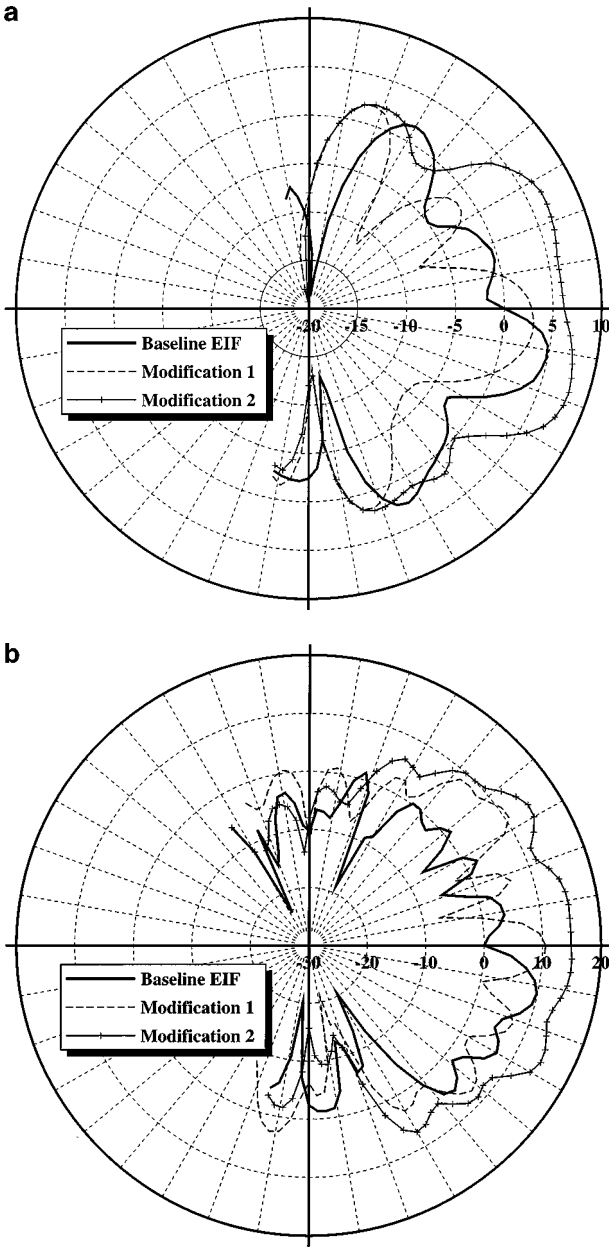 a
-20 -15 -10 -5 0 5 10
Baseline EIF
Modification 1
Modification 2
b
-30 -20 -10 0 10 20
Baseline EIF
Modification 1
Modification 2